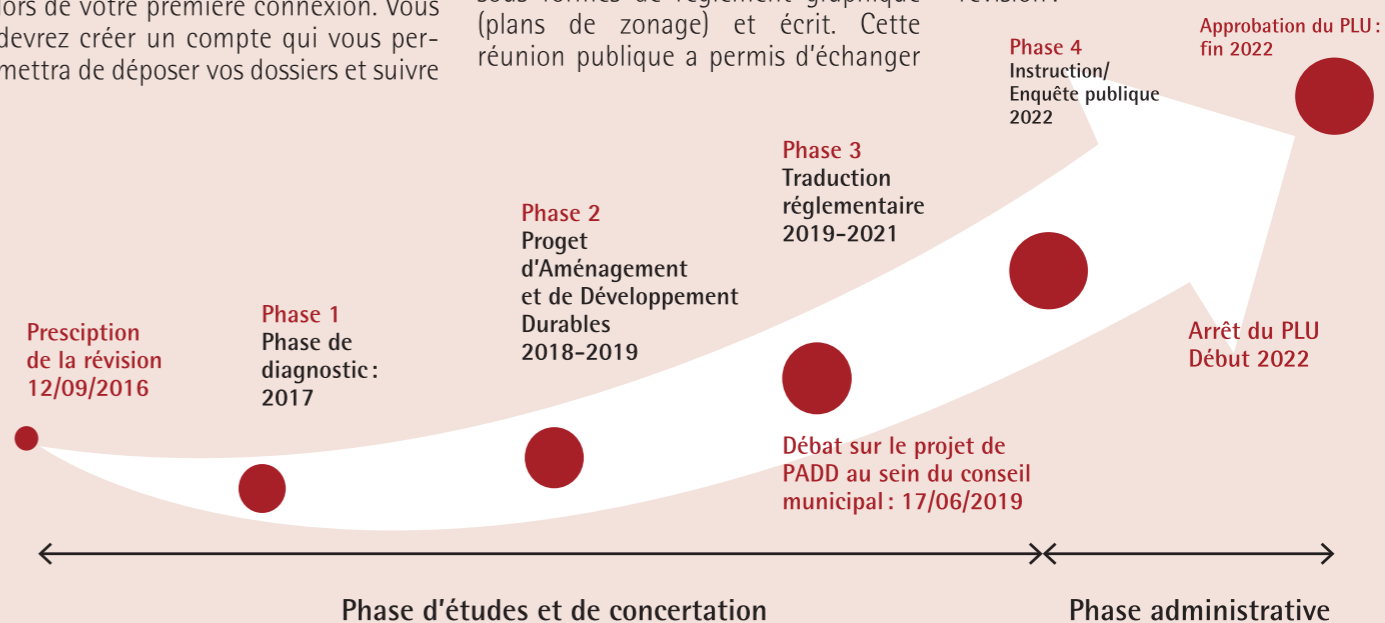 lors de votre première connexion. Vous
devrez créer un compte qui vous per-
mettra de déposer vos dossiers et suivre
(plans de zonage) et écrit. Cette
réunion publique a permis d'échanger
Presciption
de la révision
12/09/2016
Phase 1
Phase de
diagnostic :
2017
Phase 2
Proget
d'Aménagement
et de Développement
Durables
2018-2019
Phase 3
Traduction
réglementaire
2019-2021
Débat sur le projet de
PADD au sein du conseil
municipal : 17/06/2019
Phase 4
Instruction/
Enquête publique
2022
Arrêt du PLU
Début 2022
Approbation du PLU :
fin 2022
Phase d'études et de concertation
Phase administrative